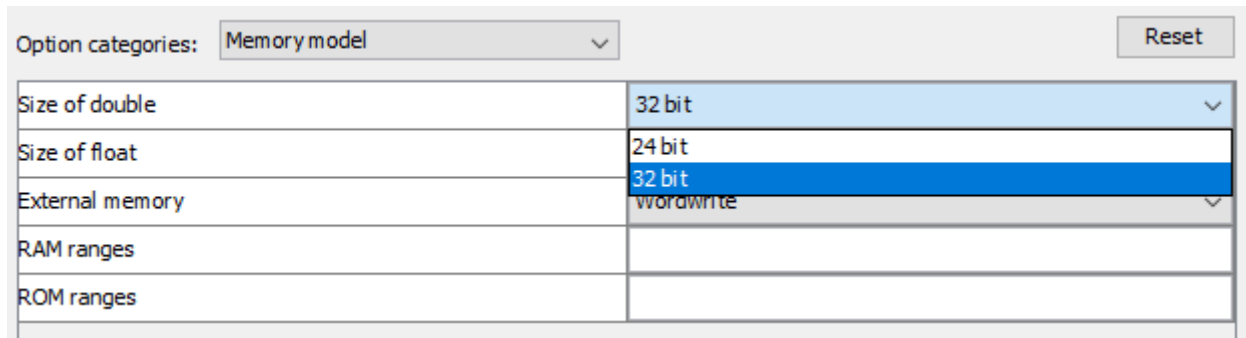 Option categories: Memory model Reset
Size of double 32 bit
Size of float 24 bit
32 bit
External memory Wordwrite
RAM ranges
ROM ranges